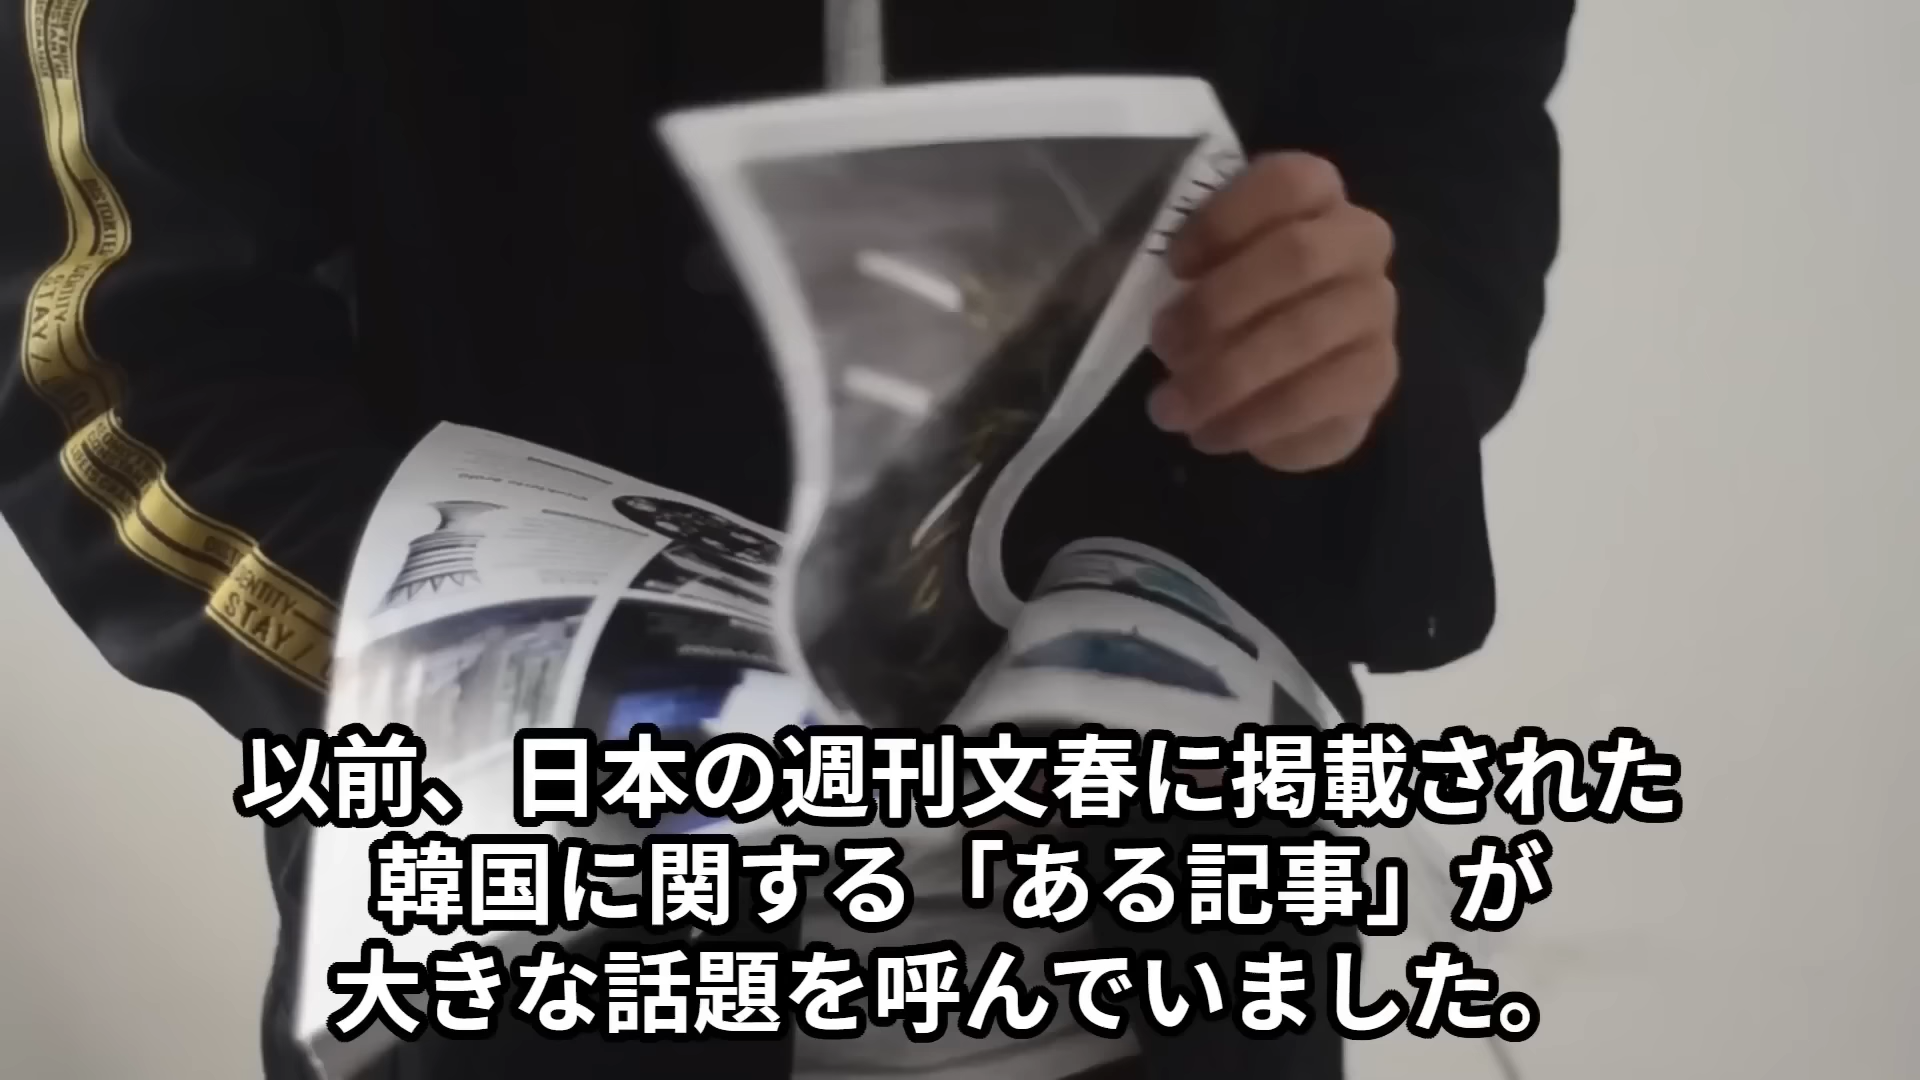 IDENTITY
STAY /
以前、日本の週刊文春に掲載された
韓国に関する「ある記事」が
大きな話題を呼んでいました。